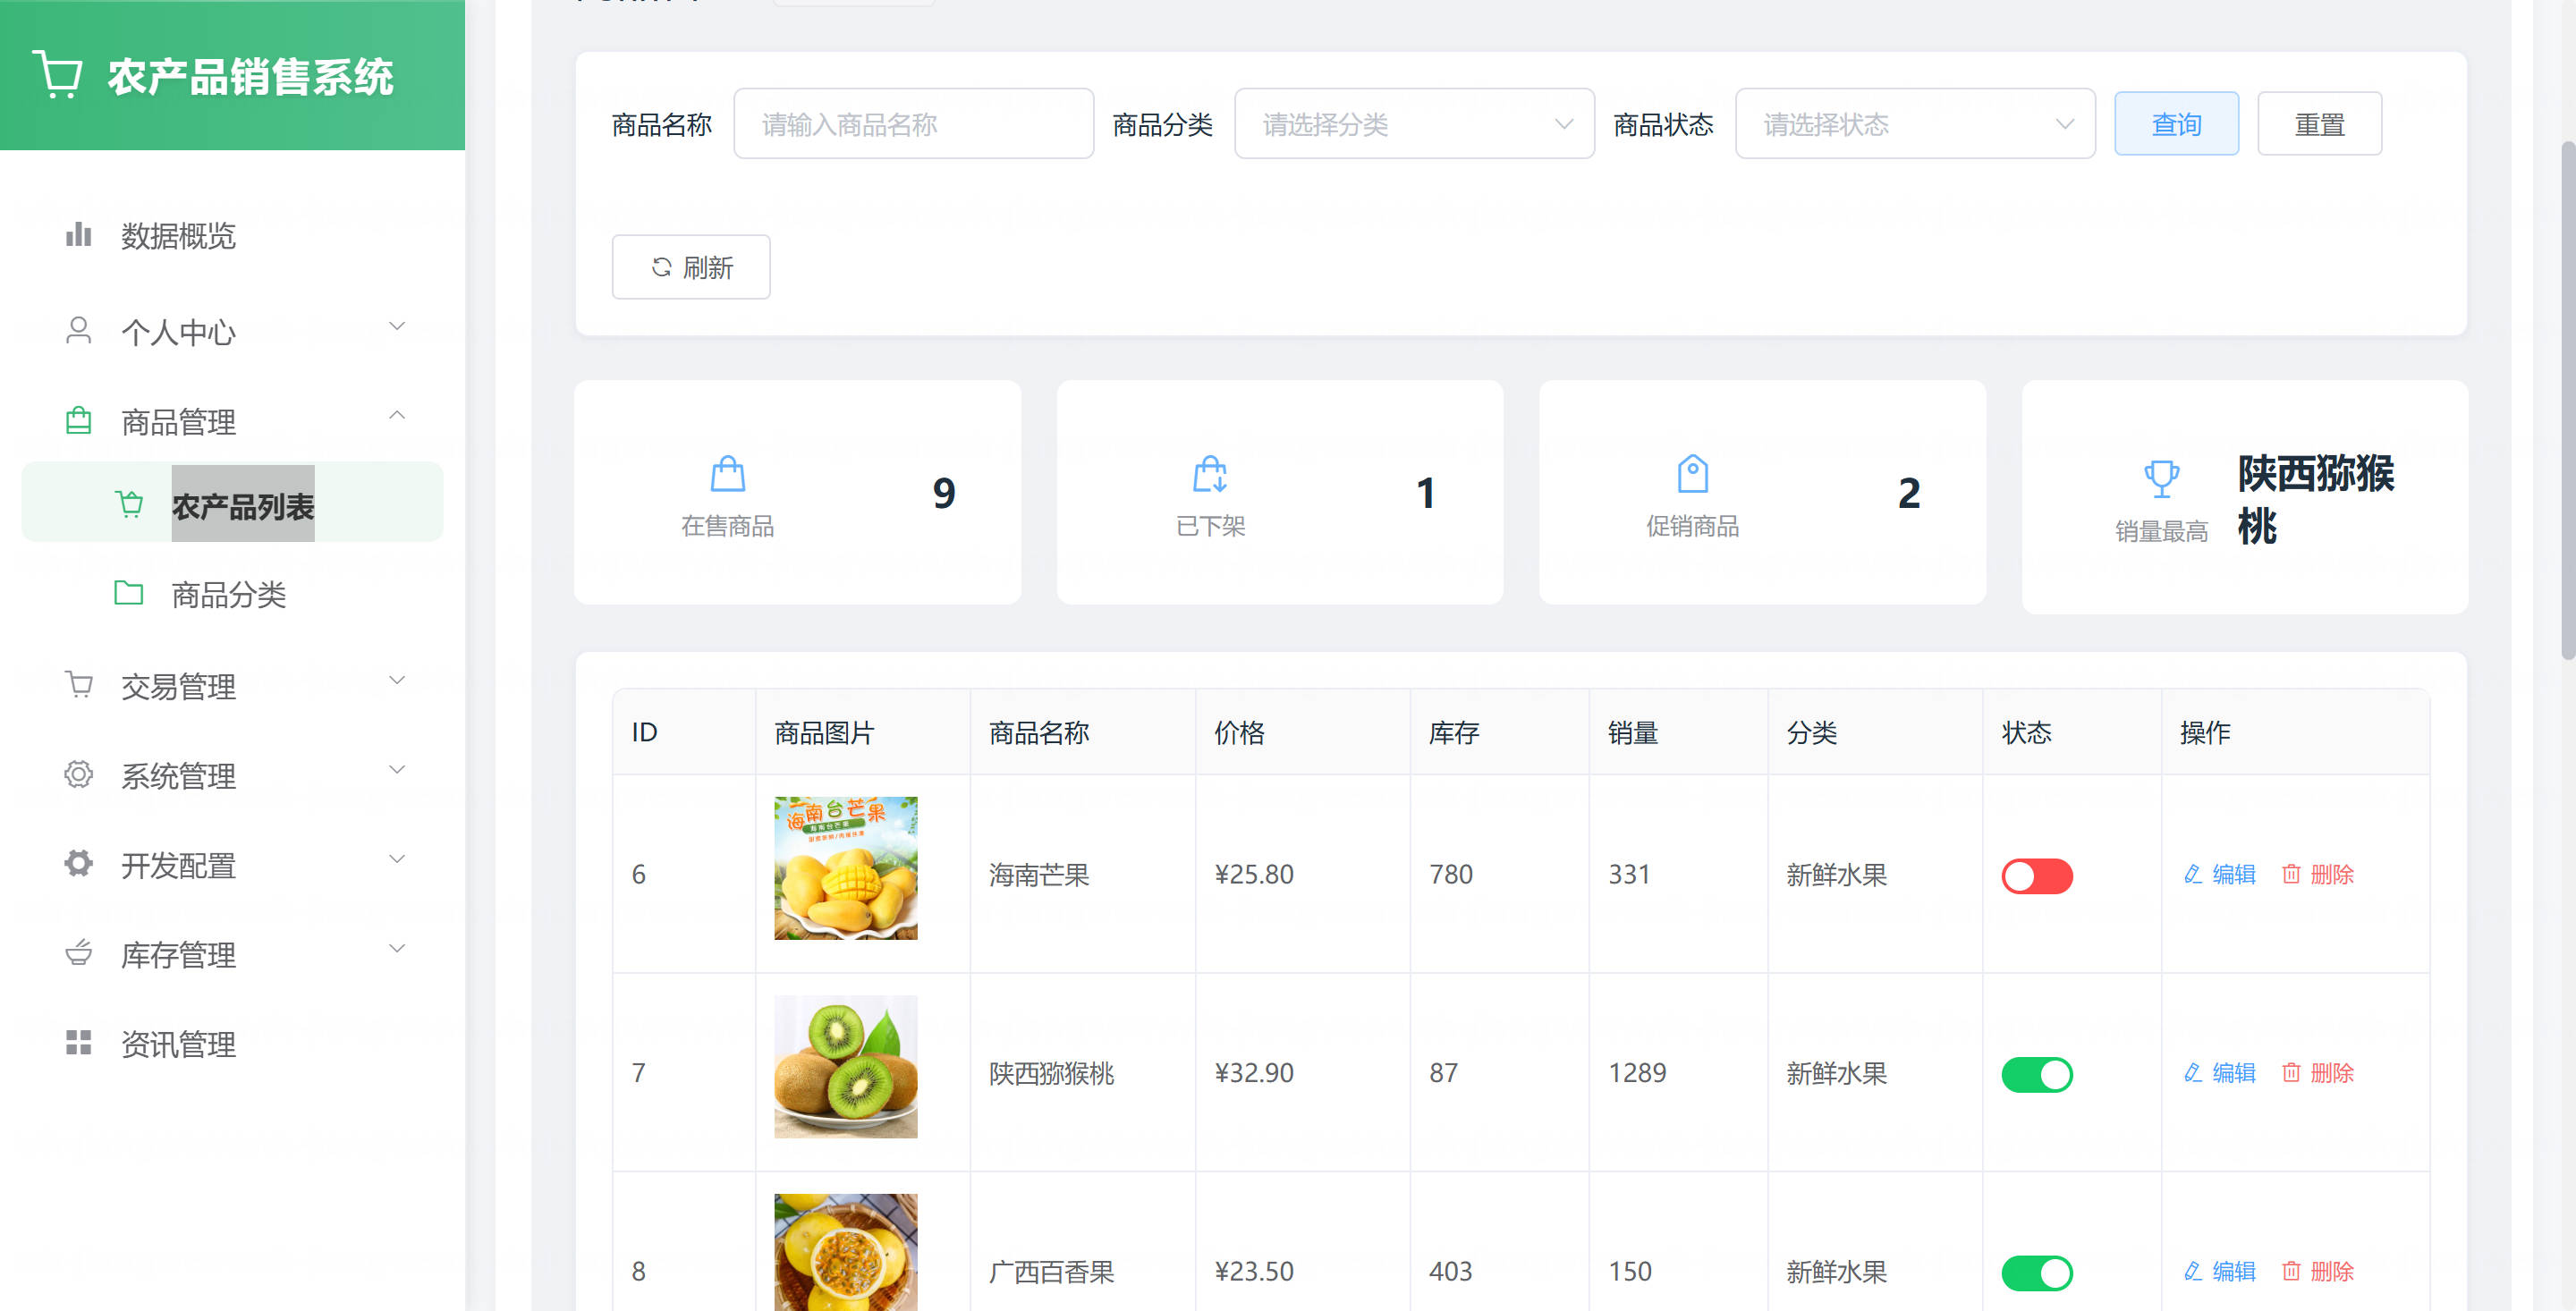 农产品销售系统
数据概览
个人中心
商品管理
农产品列表
商品分类
交易管理
系统管理
开发配置
库存管理
资讯管理
商品名称 请输入商品名称 商品分类 请选择分类 商品状态 请选择状态 查询 重置
刷新
在售商品 9
已下架 1
促销商品 2
销量最高 陕西猕猴
桃
ID 商品图片 商品名称 价格 库存 销量 分类 状态 操作
海南台芒果
海南台芒果
6 海南芒果 ¥25.80 780 331 新鲜水果 编辑 删除
7 陕西猕猴桃 ¥32.90 87 1289 新鲜水果 编辑 删除
8 广西百香果 ¥23.50 403 150 新鲜水果 编辑 删除